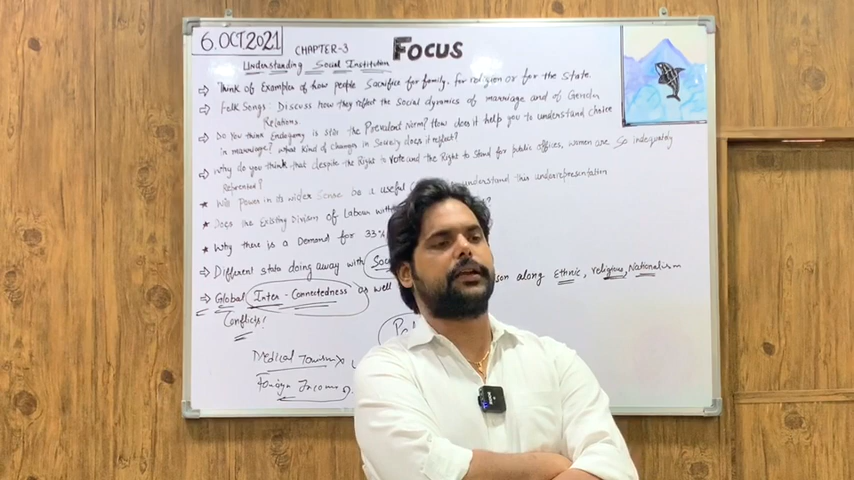 6.OCT.2021 CHAPTER-3 FOCUS
Understanding Social Institution
⇒ Think of Examples of how people Sacrifice for family, for religion or for the State.
⇒ Folk Songs: Discuss how they reflect the social dynamics of marriage and of Gender
Relations
⇒ Do You think Endogamy is still the Prevalent Norm? How does it help you to understand choice
in marriage? What kind of changes in Society does it reflect?
⇒ Why do you think that despite the Right to vote and the Right to Stand for public offices, women are so
Reprented?
* Will power in its wider Sense be a useful understand this underrepresentation
* Does the Existing Divism of Labour with ?
* Why there is a Demand for 33%
⇒ Different state doing away with
⇒ Global Inter-Connectedness as well along Ethnic, religious, Nationalism
Conflicts!
Medical Tourism
Foreign Income